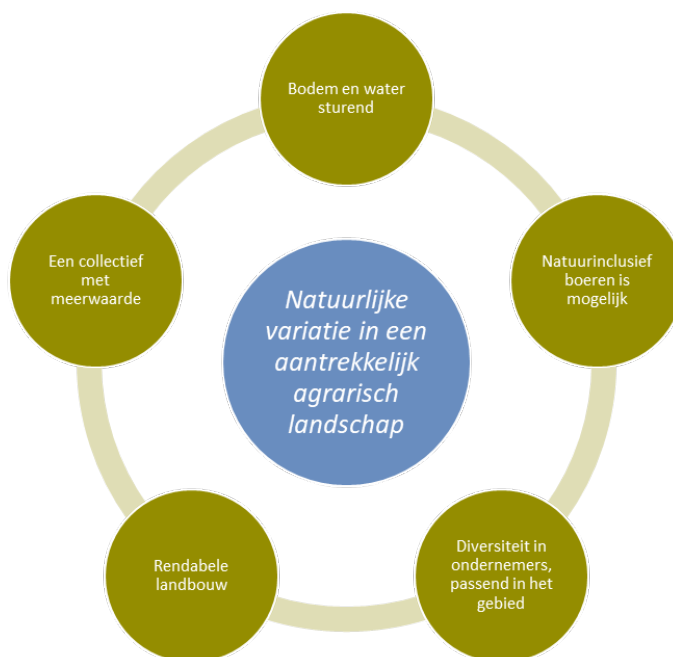 Bodem en water
sturend
Natuurinclusief
boeren is
mogelijk
Diversiteit in
ondernemers,
passend in het
gebied
Rendabele
landbouw
Een collectief
met
meerwaarde
Natuurlijke
variatie in een
aantrekkelijk
agrarisch
landschap